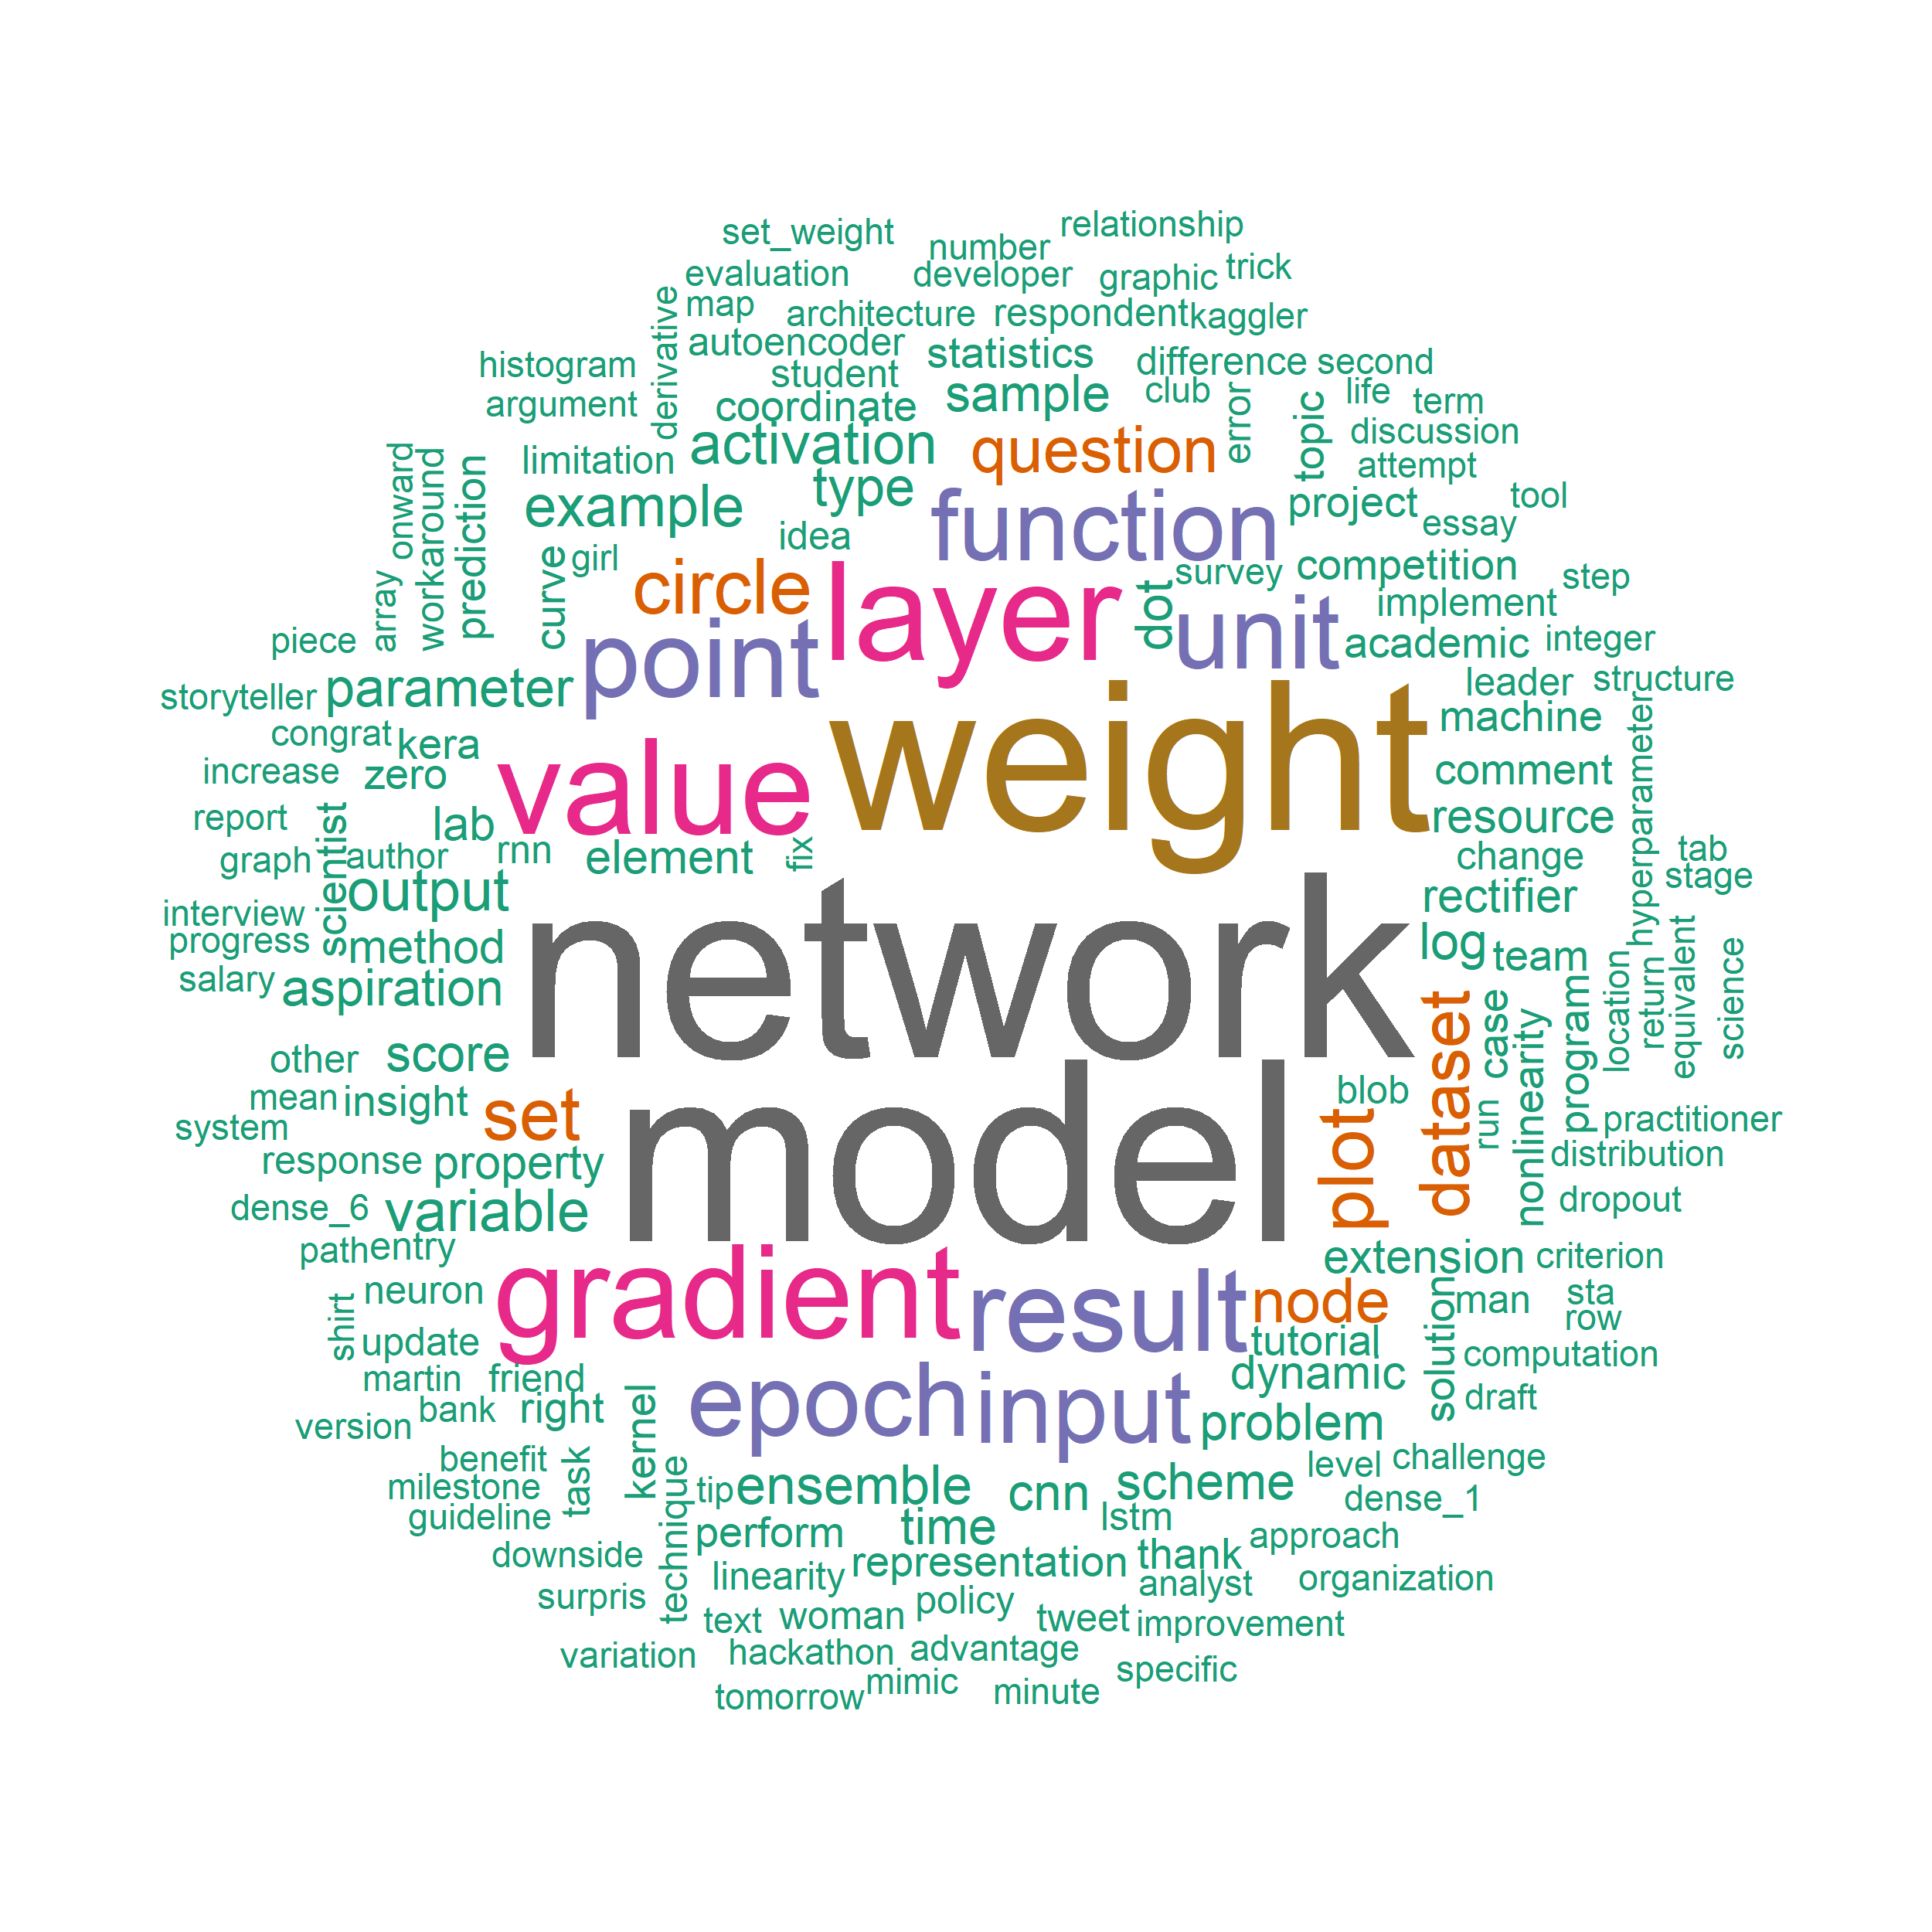 relationship
set_weight
number
trick
evaluation
developer
graphic
map
architecture
respondent
kaggler
derivative
autoencoder
statistics
difference
second
histogram
student
sample
club
life
term
argument
coordinate
error
topic
discussion
activation
question
attempt
limitation
type
example
function
project
tool
essay
onward
workaround
prediction
idea
girl
curve
circle
layer
survey
competition
step
array
dot
implement
unit
piece
point
academic
integer
storyteller
parameter
weight
leader
structure
congrat
kera
machine
hyperparameter
increase
zero
value
comment
report
scientist
lab
resource
graph
author
rnn
element
fix
change
tab
stage
output
network
rectifier
interview
progress
method
log
team
salary
aspiration
dataset
case
nonlinearity
program
location
return
equivalent
science
other
score
model
blob
mean
insight
set
plot
run
practitioner
system
response
property
distribution
dense_6
variable
dropout
path
entry
gradient
extension
criterion
neuron
result
node
solution
man
sta
row
shirt
update
tutorial
computation
martin
friend
epoch
input
dynamic
draft
version
bank
right
kernel
problem
benefit
task
technique
level
challenge
milestone
tip
ensemble
cnn
scheme
dense_1
guideline
perform
time
lstm
approach
downside
linearity
representation
thank
analyst
organization
surpris
text
woman
policy
tweet
improvement
variation
hackathon
advantage
specific
tomorrow
mimic
minute